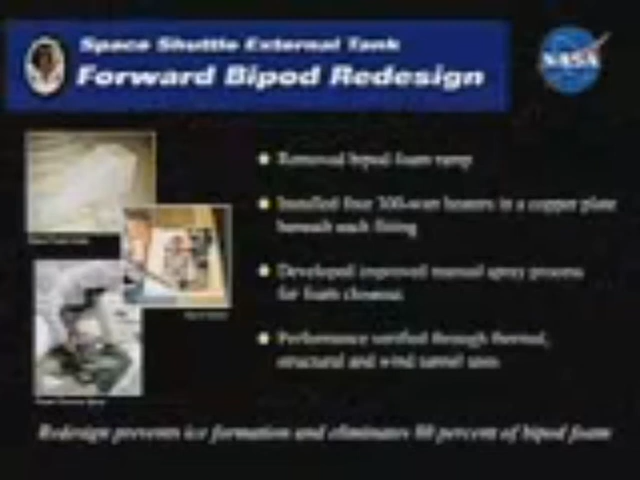 Space Shuttle External Tank
Forward Bipod Redesign
NASA
Removed bipod foam ramp
Installed four 300-watt heaters in a copper plate
beneath each fitting
Developed improved manual spray process
for foam closeout
Performance verified through thermal,
structural and wind tunnel tests
Redesign prevents ice formation and eliminates 80 percent of bipod foam